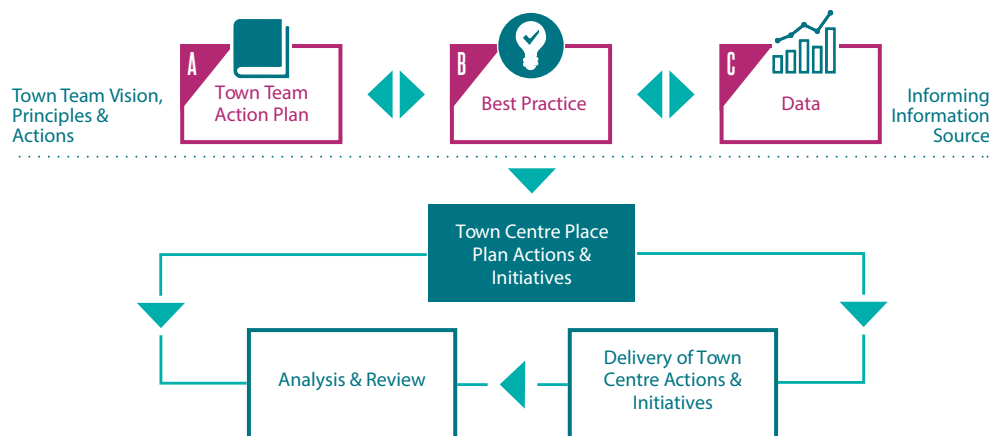 Town Team Vision,
Principles &
Actions
A
Town Team
Action Plan
B
Best Practice
C
Data
Informing
Information
Source
Town Centre Place
Plan Actions &
Initiatives
Analysis & Review
Delivery of Town
Centre Actions &
Initiatives